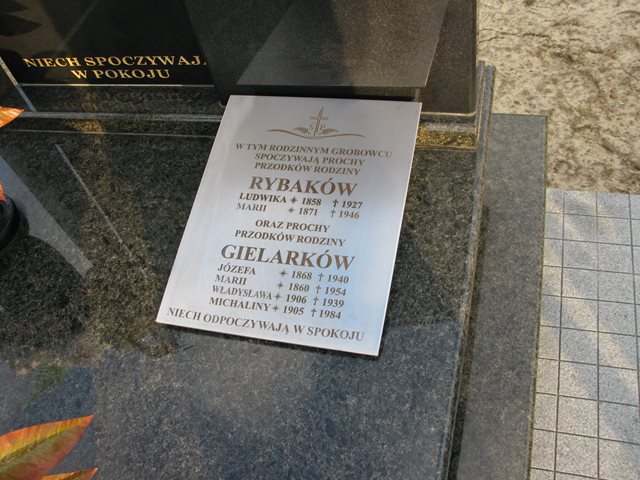 NIECH SPOCZYWAJĄ
W POKOJU
Ś P
W TYM RODZINNYM GROBOWCU
SPOCZYWAJĄ PROCHY
PRZODKÓW RODZINY
RYBAKÓW
LUDWIKA ✶ 1858 † 1927
MARII ✶ 1871 † 1946
ORAZ PROCHY
PRZODKÓW RODZINY
GIELARKÓW
JÓZEFA ✶ 1868 † 1940
MARII ✶ 1860 † 1954
WŁADYSŁAWA ✶ 1906 † 1939
MICHALINY ✶ 1905 † 1984
NIECH ODPOCZYWAJĄ W SPOKOJU